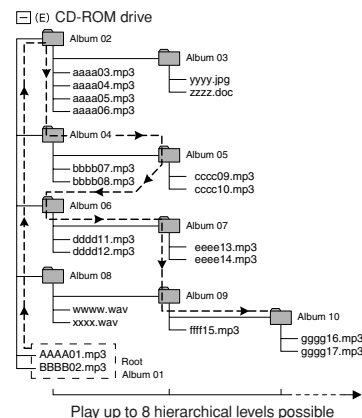 (E) CD-ROM drive
Album 02
Album 03
aaaa03.mp3
aaaa04.mp3
aaaa05.mp3
aaaa06.mp3
yyyy.jpg
zzzz.doc
Album 04
Album 05
bbbb07.mp3
bbbb08.mp3
cccc09.mp3
cccc10.mp3
Album 06
Album 07
dddd11.mp3
dddd12.mp3
eeee13.mp3
eeee14.mp3
Album 08
Album 09
wwww.wav
xxxx.wav
ffff15.mp3
Album 10
gggg16.mp3
gggg17.mp3
AAAA01.mp3
BBBB02.mp3
Root
Album 01
Play up to 8 hierarchical levels possible